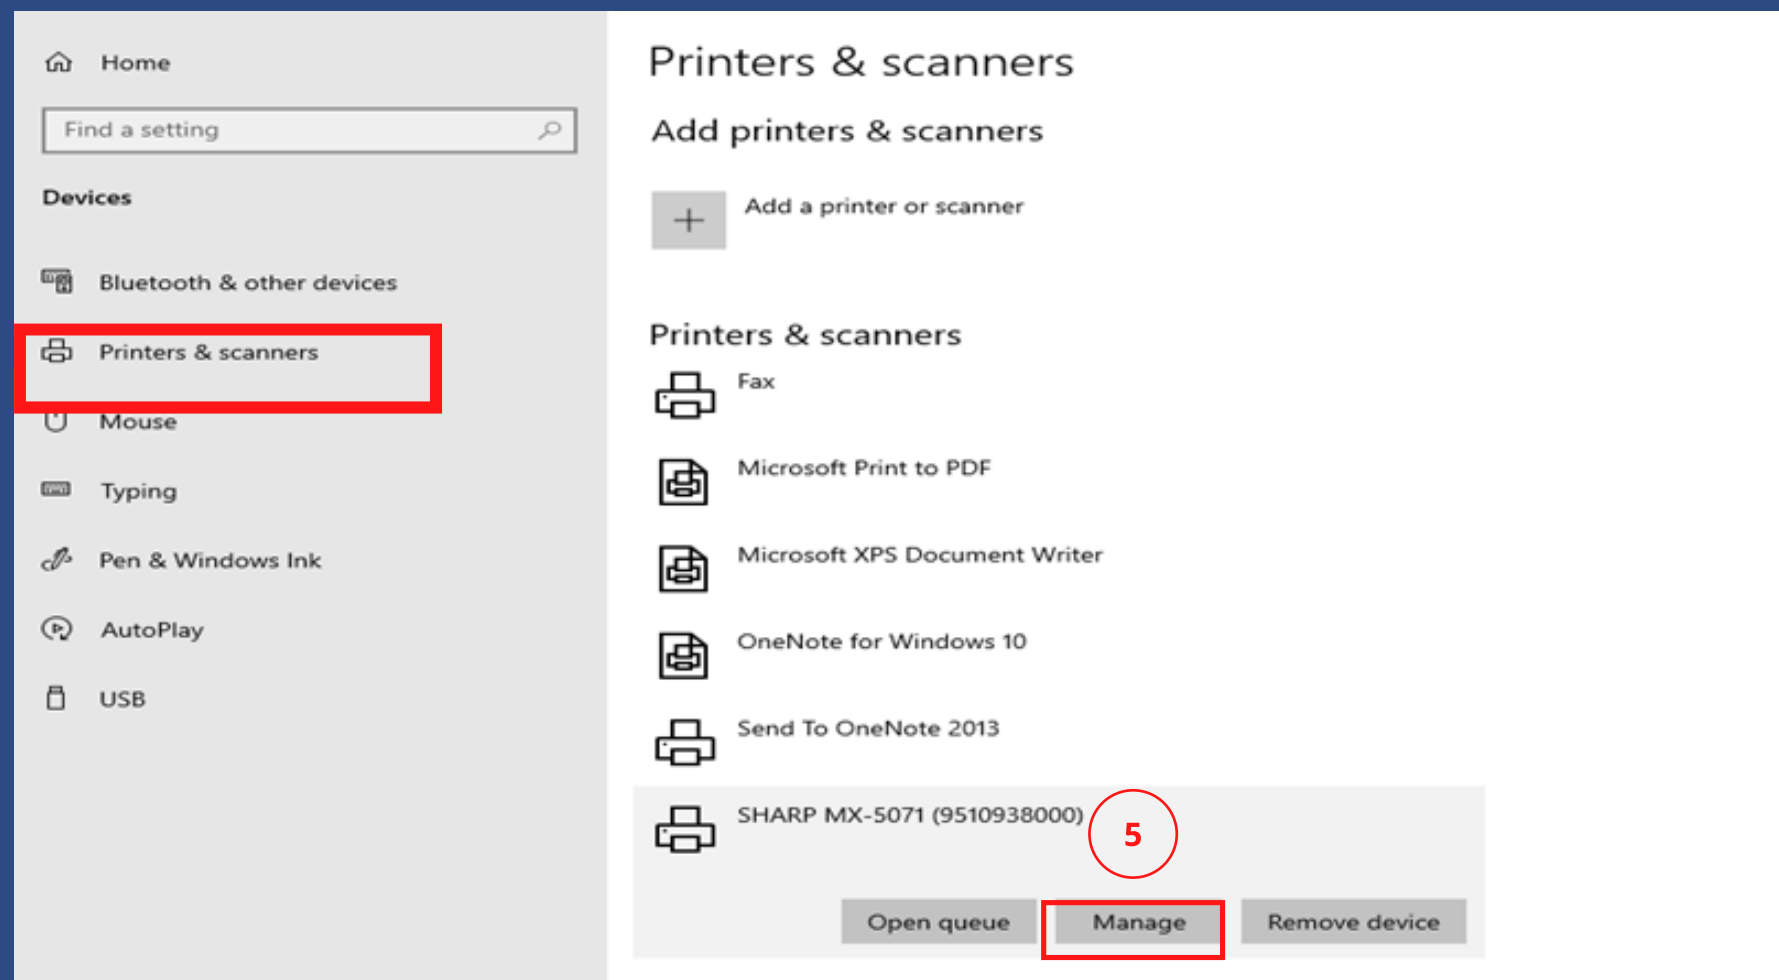 Home
Find a setting
Devices
Bluetooth & other devices
Printers & scanners
Mouse
Typing
Pen & Windows Ink
AutoPlay
USB
Printers & scanners
Add printers & scanners
Add a printer or scanner
Printers & scanners
Fax
Microsoft Print to PDF
Microsoft XPS Document Writer
OneNote for Windows 10
Send To OneNote 2013
SHARP MX-5071 (9510938000)
5
Open queue Manage Remove device